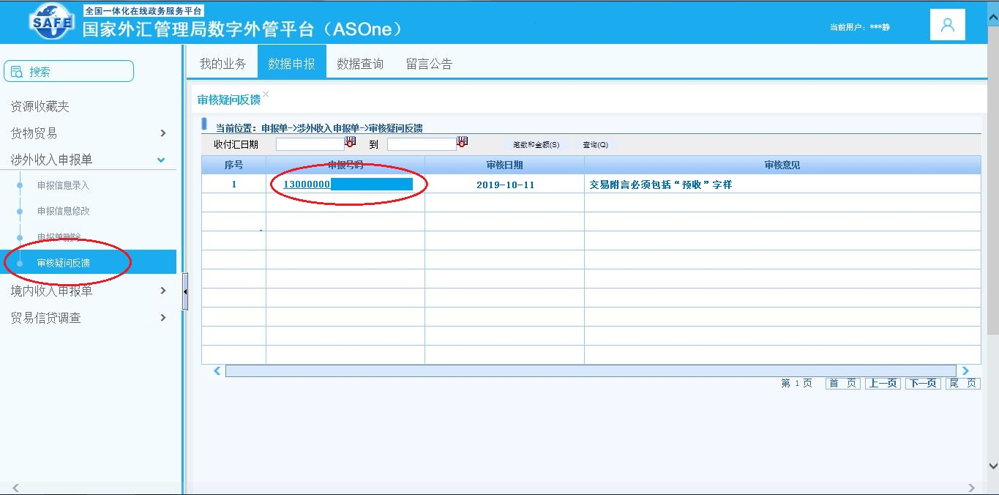 SAFE
全国一体化在线政务服务平台
国家外汇管理局数字外管平台（ASOne）
当前用户：***静
搜索
资源收藏夹
货物贸易
涉外收入申报单
申报信息录入
申报信息修改
申报单删除
审核疑问反馈
境内收入申报单
贸易信贷调查
我的业务 数据申报 数据查询 留言公告
审核疑问反馈
当前位置：申报单->涉外收入申报单->审核疑问反馈
收付汇日期 到 笔数和金额(S) 查询(Q)
序号 申报号码 审核日期 审核意见
1 13000000 2019-10-11 交易附言必须包括“预收”字样
第 1 页 首 页 上一页 下一页 尾 页